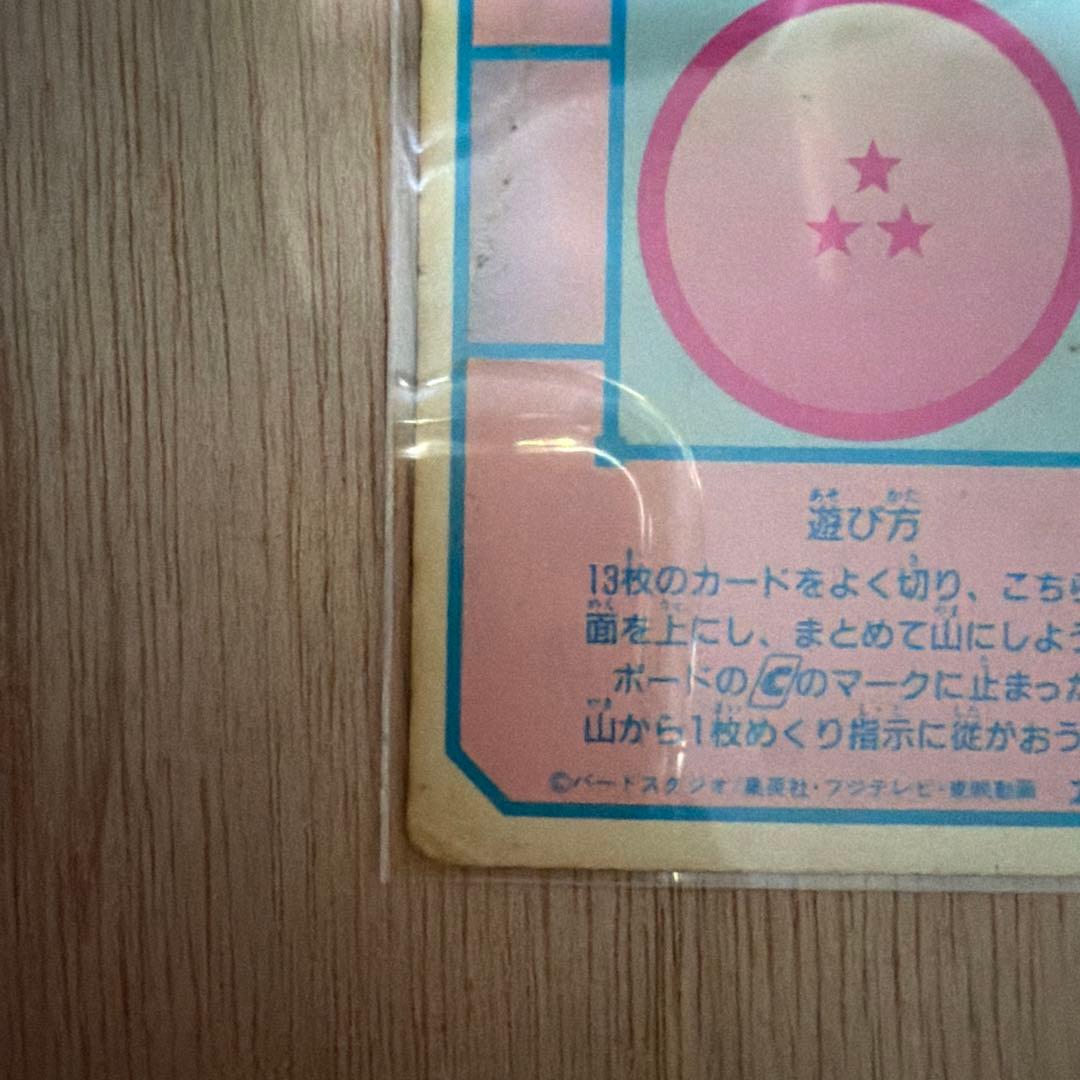 遊び方
13枚のカードをよく切り、こちら
面を上にし、まとめて山にしよう
ボードのCのマークに止まった
山から1枚めくり指示に従がおう
©バードスタジオ/集英社・フジテレビ・東映動画